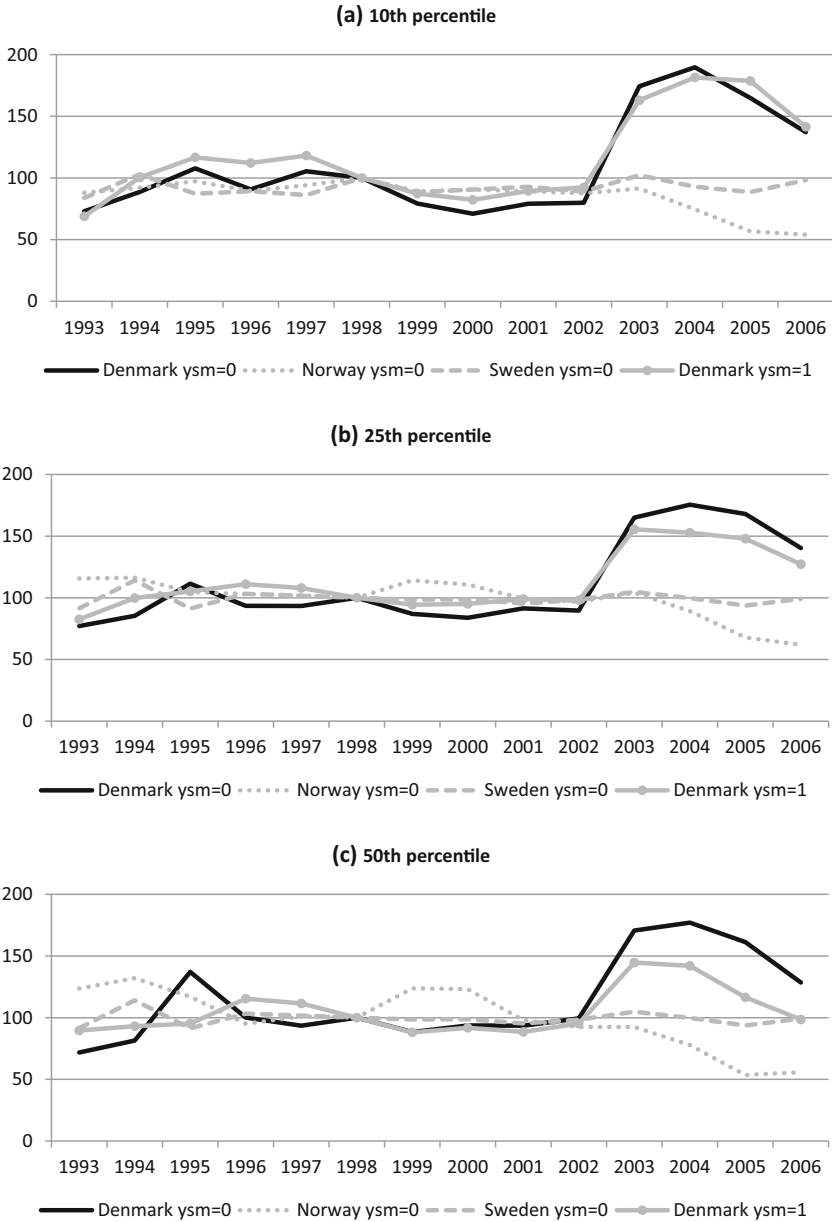 (a) 10th percentile
200
150
100
50
0
1993 1994 1995 1996 1997 1998 1999 2000 2001 2002 2003 2004 2005 2006
Denmark ysm=0 Norway ysm=0 Sweden ysm=0 Denmark ysm=1
(b) 25th percentile
200
150
100
50
0
1993 1994 1995 1996 1997 1998 1999 2000 2001 2002 2003 2004 2005 2006
Denmark ysm=0 Norway ysm=0 Sweden ysm=0 Denmark ysm=1
(c) 50th percentile
200
150
100
50
0
1993 1994 1995 1996 1997 1998 1999 2000 2001 2002 2003 2004 2005 2006
Denmark ysm=0 Norway ysm=0 Sweden ysm=0 Denmark ysm=1